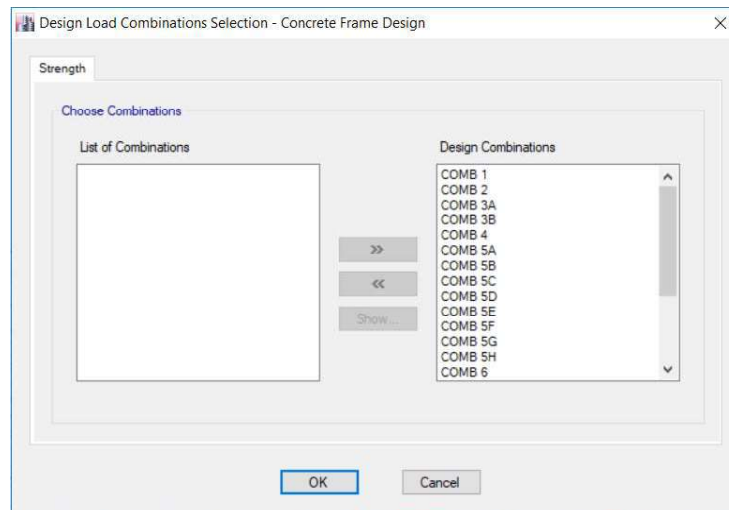 Design Load Combinations Selection - Concrete Frame Design
Strength
Choose Combinations
List of Combinations
Design Combinations
COMB 1
COMB 2
COMB 3A
COMB 3B
COMB 4
COMB 5A
COMB 5B
COMB 5C
COMB 5D
COMB 5E
COMB 5F
COMB 5G
COMB 5H
COMB 6
>>
<<
Show...
OK
Cancel